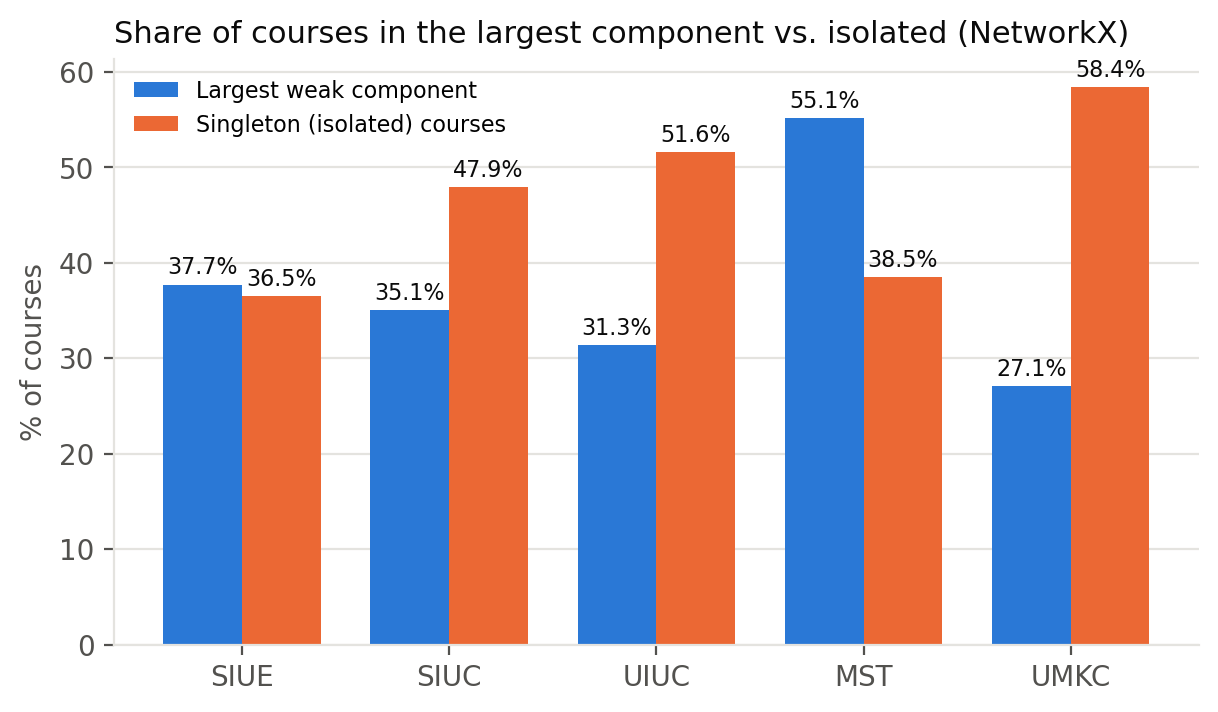 Share of courses in the largest component vs. isolated (NetworkX)
Largest weak component
Singleton (isolated) courses
% of courses
60
50
40
30
20
10
0
37.7%
36.5%
35.1%
47.9%
31.3%
51.6%
55.1%
38.5%
27.1%
58.4%
SIUE
SIUC
UIUC
MST
UMKC